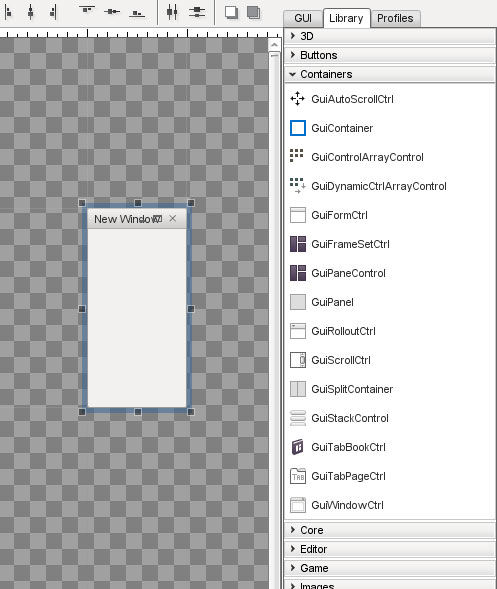 GUI Library Profiles
3D
Buttons
Containers
GuiAutoScrollCtrl
GuiContainer
GuiControlArrayControl
GuiDynamicCtrlArrayControl
GuiFormCtrl
GuiFrameSetCtrl
GuiPaneControl
GuiPanel
GuiRolloutCtrl
GuiScrollCtrl
GuiSplitContainer
GuiStackControl
GuiTabBookCtrl
TAB GuiTabPageCtrl
GuiWindowCtrl
Core
Editor
Game
Images
New Window